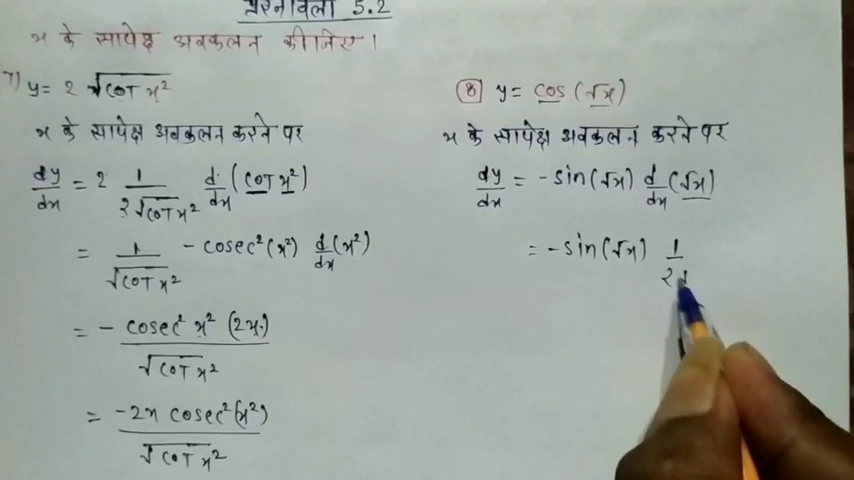 प्रश्नावली 5.2
x के सापेक्ष अवकलन कीजिए।
7) y = 2 √cot x²
x के सापेक्ष अवकलन करने पर
dy/dx = 2 1/2√cot x² d/dx (cot x²)
= 1/√cot x² - cosec² (x²) d/dx (x²)
= - cosec² x² (2x) / √cot x²
= -2x cosec² (x²) / √cot x²
8 y = cos (√x)
x के सापेक्ष अवकलन करने पर
dy/dx = - sin (√x) d/dx (√x)
= - sin (√x) 1/2√